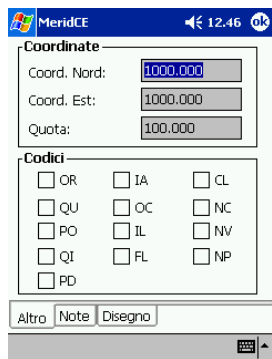 MeridCE 12.46 ok
Coordinate
Coord. Nord: 1000.000
Coord. Est: 1000.000
Quota: 100.000
Codici
OR IA CL
QU OC NC
PO IL NV
QI FL NP
PD
Altro Note Disegno